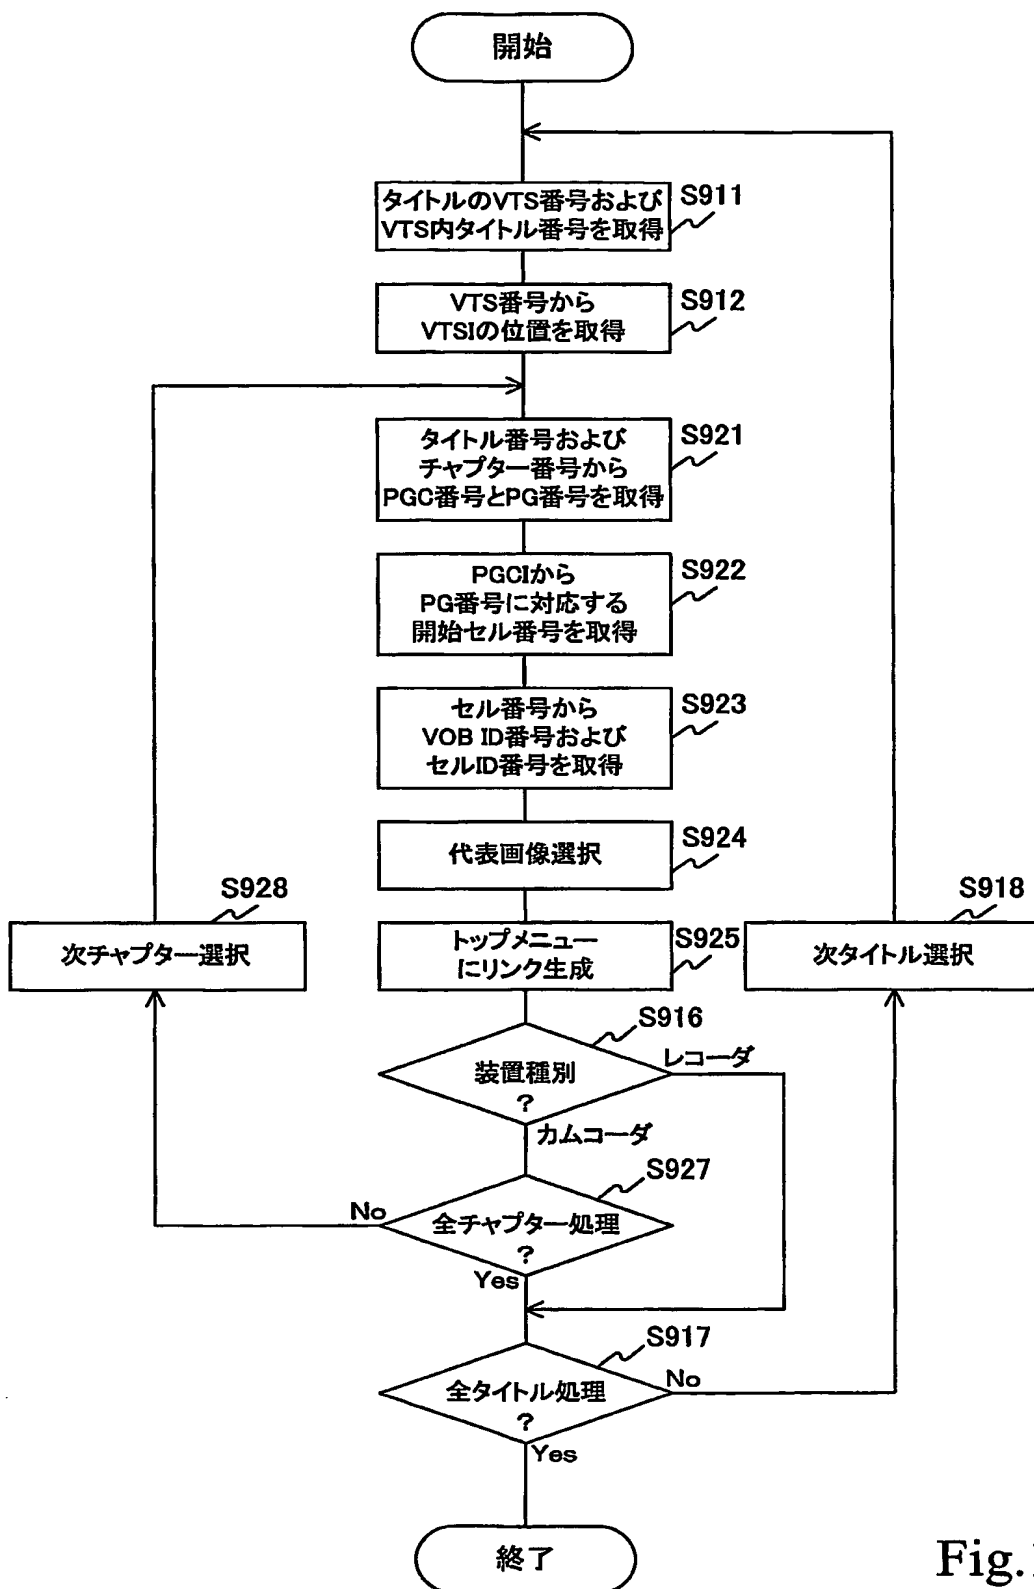 開始
タイトルのVTS番号および
VTS内タイトル番号を取得
S911
VTS番号から
VTSIの位置を取得
S912
タイトル番号および
チャプター番号から
PGC番号とPG番号を取得
S921
PGCIから
PG番号に対応する
開始セル番号を取得
S922
セル番号から
VOB ID番号および
セルID番号を取得
S923
代表画像選択
S924
S928
次チャプター選択
トップメニュー
にリンク生成
S925
S918
次タイトル選択
S916
装置種別
?
レコーダ
カムコーダ
S927
全チャプター処理
?
No
Yes
S917
全タイトル処理
?
No
Yes
終了
Fig.